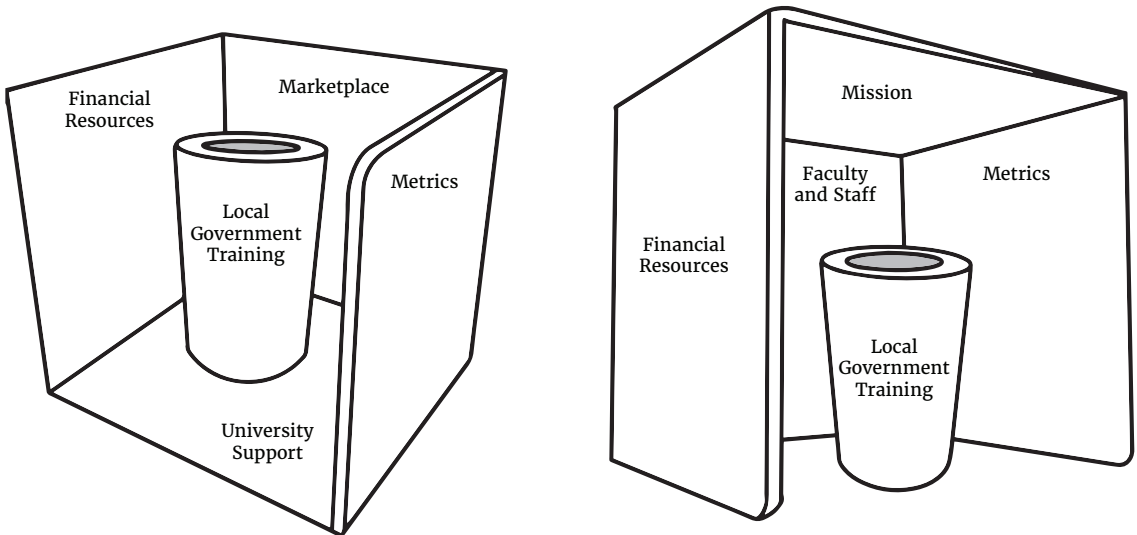 Financial
Resources
Marketplace
Metrics
Local
Government
Training
University
Support
Mission
Faculty
and Staff
Metrics
Financial
Resources
Local
Government
Training